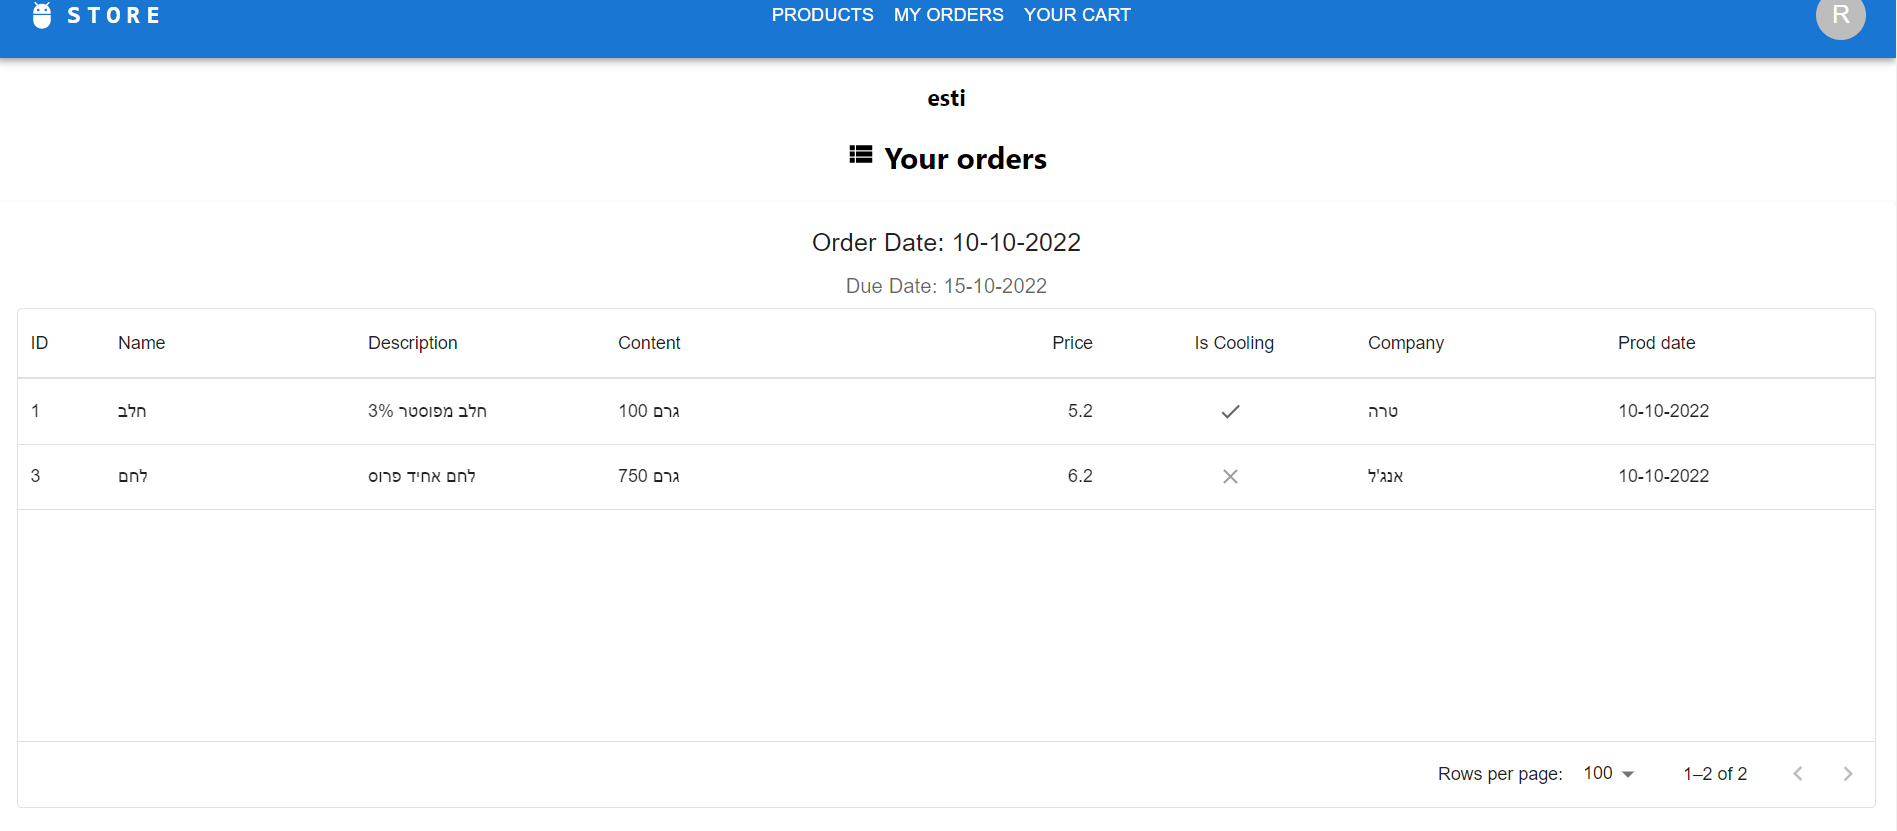 STORE PRODUCTS MY ORDERS YOUR CART R
esti
Your orders
Order Date: 10-10-2022
Due Date: 15-10-2022
ID Name Description Content Price Is Cooling Company Prod date
1 חלב חלב מפוסטר 3% 100 גרם 5.2 טרה 10-10-2022
3 לחם לחם אחיד פרוס 750 גרם 6.2 אנג'ל 10-10-2022
Rows per page: 100 1–2 of 2